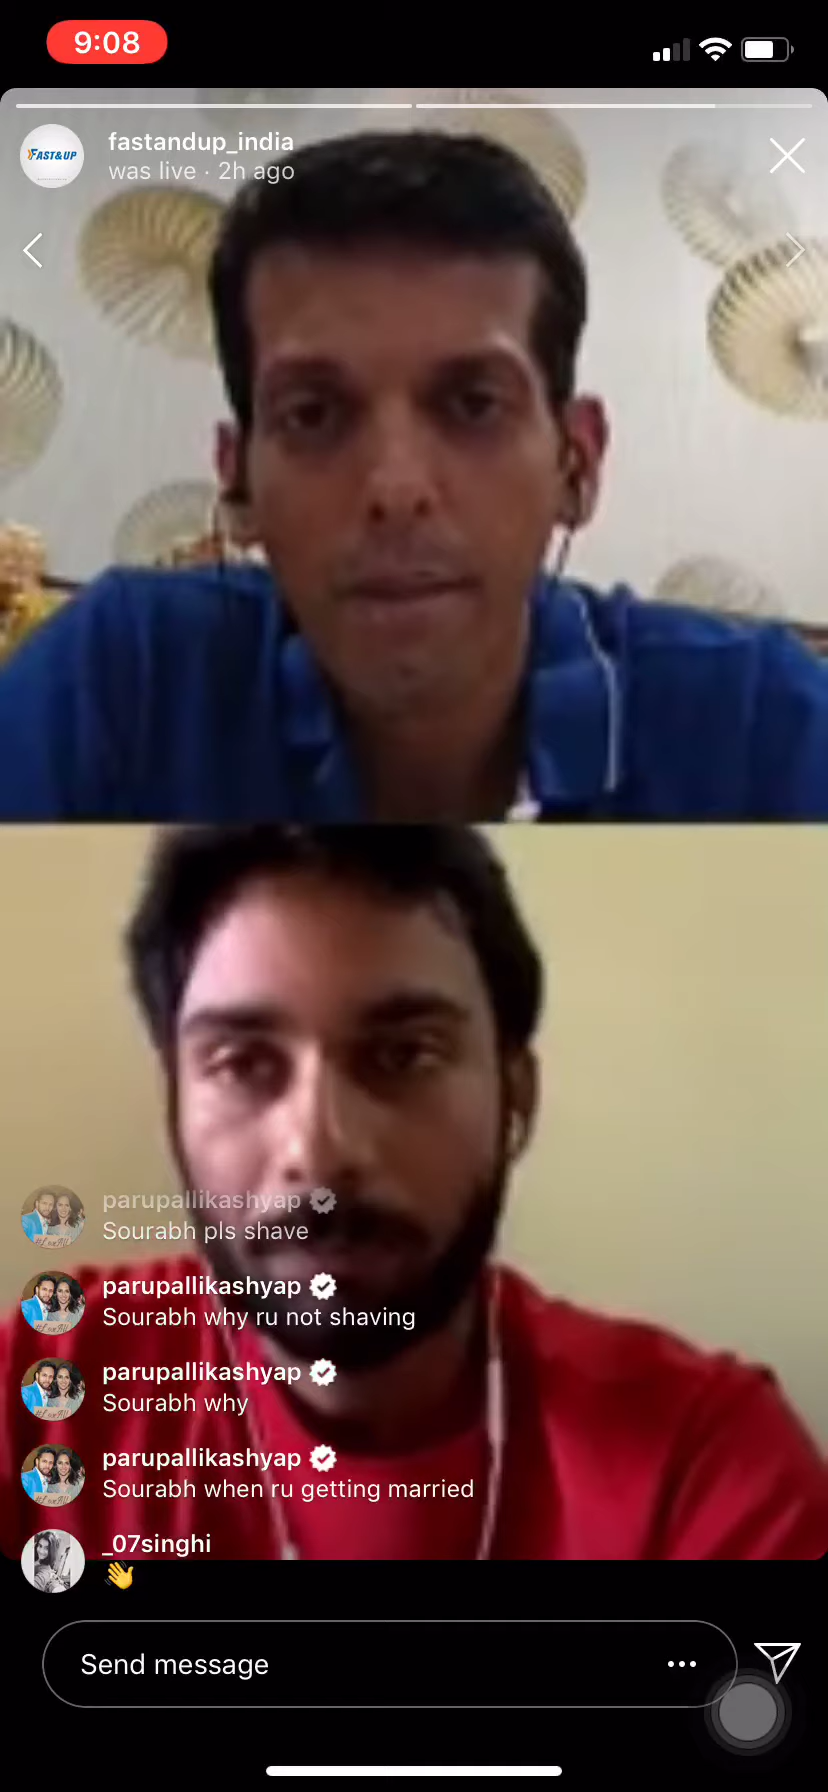 9:08
FAST&UP
fastandup_india
was live · 2h ago
parupallikashyap
Sourabh pls shave
parupallikashyap
Sourabh why ru not shaving
parupallikashyap
Sourabh why
parupallikashyap
Sourabh when ru getting married
_07singhi
👋
Send message